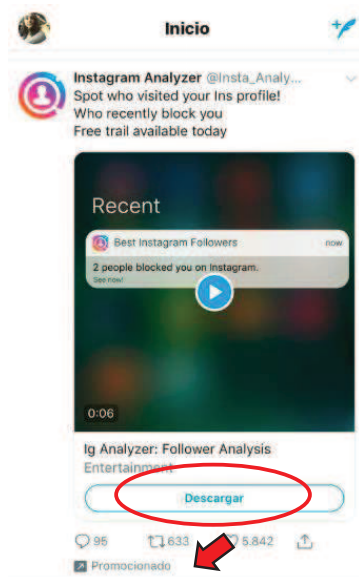 Inicio
Instagram Analyzer @Insta_Analy...
Spot who visited your Ins profile!
Who recently block you
Free trail available today
Recent
Best Instagram Followers now
2 people blocked you on Instagram.
See now!
0:06
Ig Analyzer: Follower Analysis
Entertainment
Descargar
95 633 5.842
Promocionado